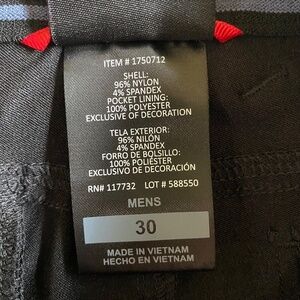 ITEM # 1750712
SHELL:
96% NYLON
4% SPANDEX
POCKET LINING:
100% POLYESTER
EXCLUSIVE OF DECORATION
TELA EXTERIOR:
96% NILÓN
4% SPANDEX
FORRO DE BOLSILLO:
100% POLIÉSTER
EXCLUSIVO DE DECORACIÓN
RN# 117732 LOT # 588550
MENS
30
MADE IN VIETNAM
HECHO EN VIETNAM